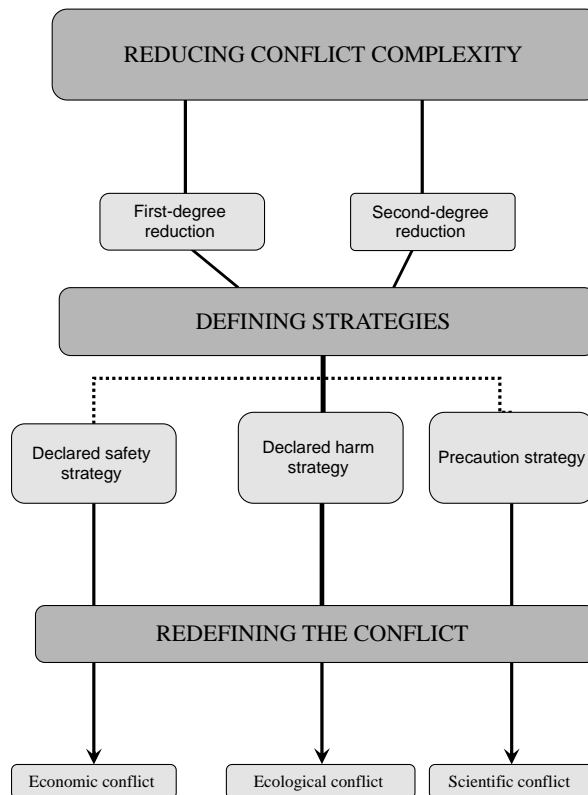 REDUCING CONFLICT COMPLEXITY
First-degree
reduction
Second-degree
reduction
DEFINING STRATEGIES
Declared safety
strategy
Declared harm
strategy
Precaution strategy
REDEFINING THE CONFLICT
Economic conflict
Ecological conflict
Scientific conflict